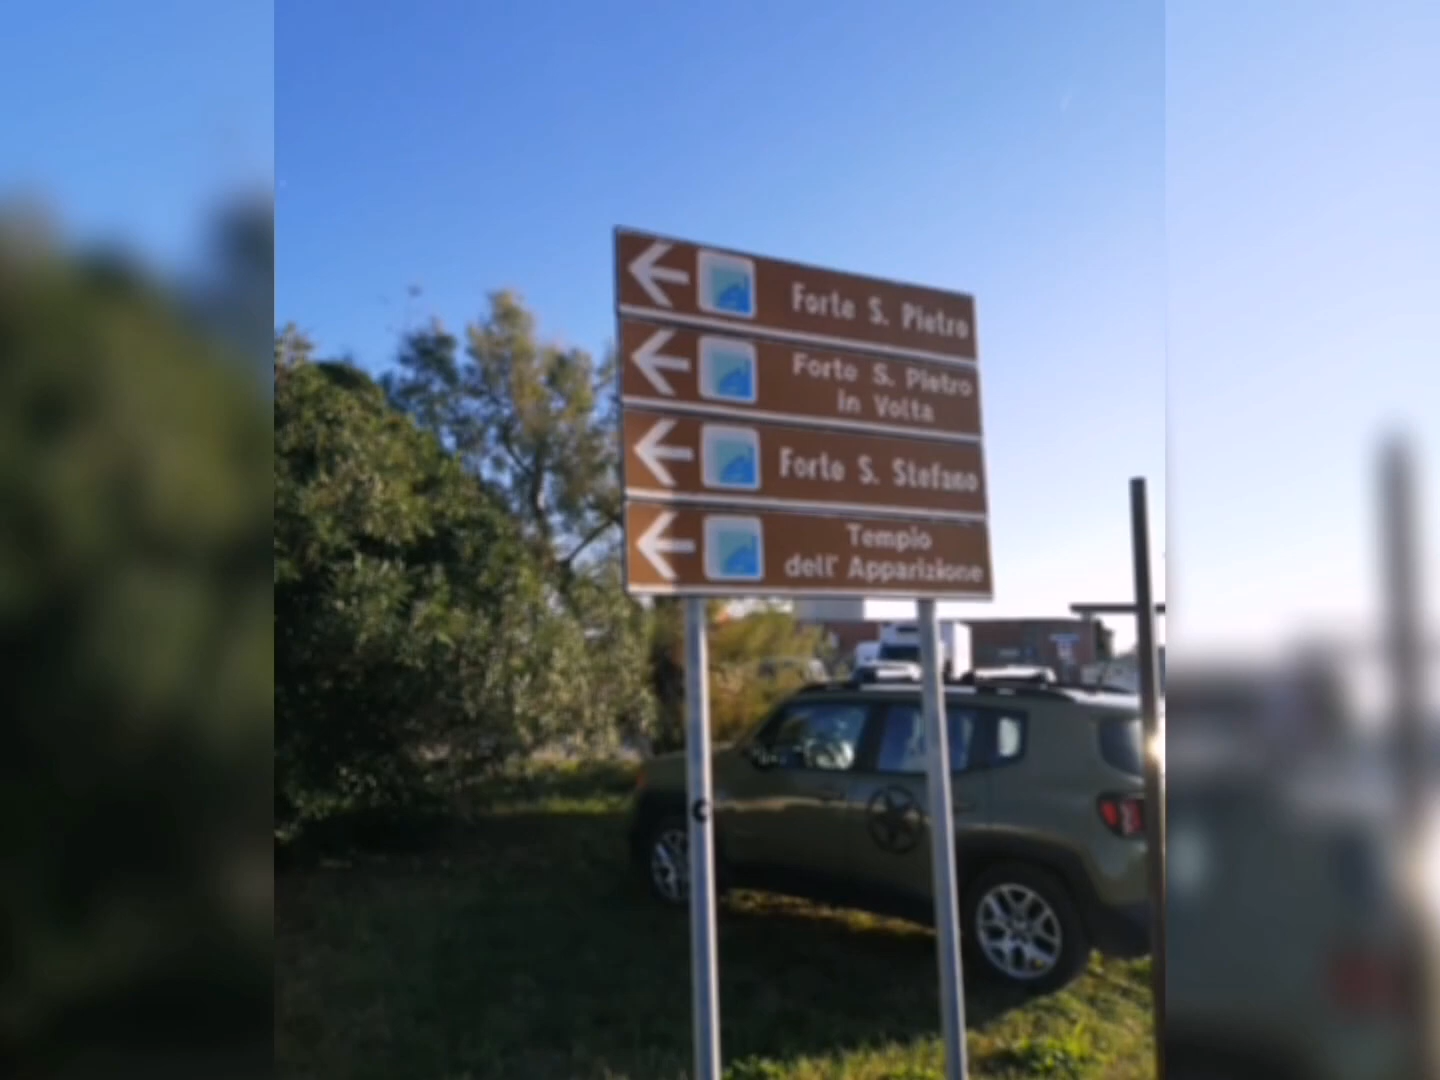 Forte S. Pietro
Forte S. Pietro
in Volta
Forte S. Stefano
Tempio
dell' Apparizione